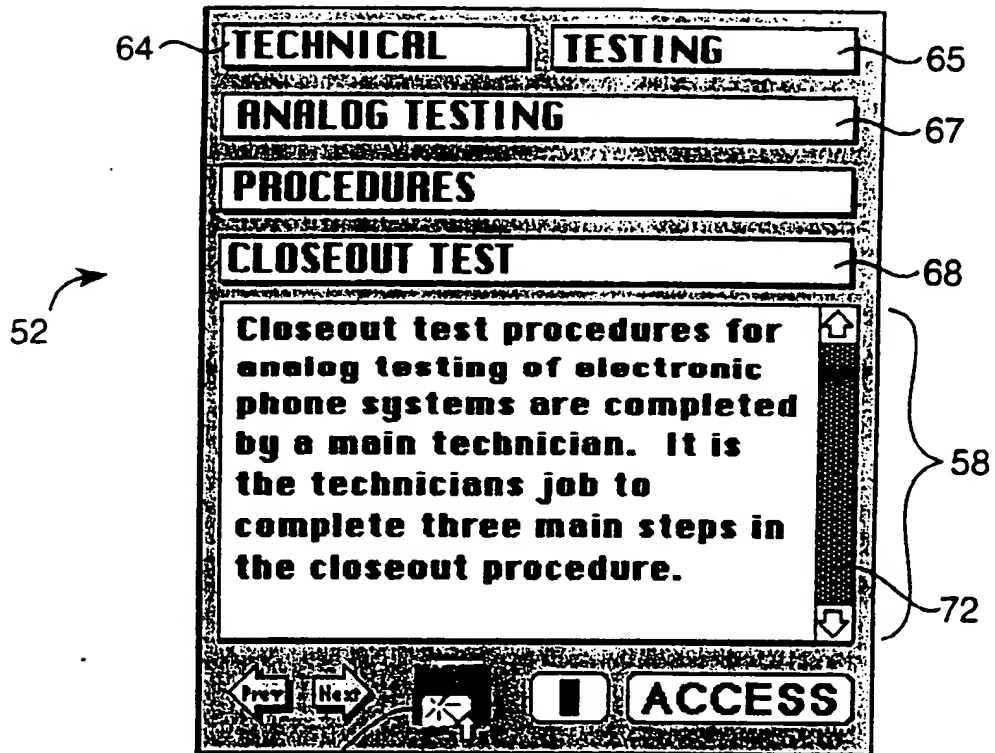 64 TECHNICAL TESTING 65
ANALOG TESTING 67
PROCEDURES
CLOSEOUT TEST 68
52
Closeout test procedures for
analog testing of electronic
phone systems are completed
by a main technician. It is
the technicians job to
complete three main steps in
the closeout procedure.
58
72
Prev Next ACCESS